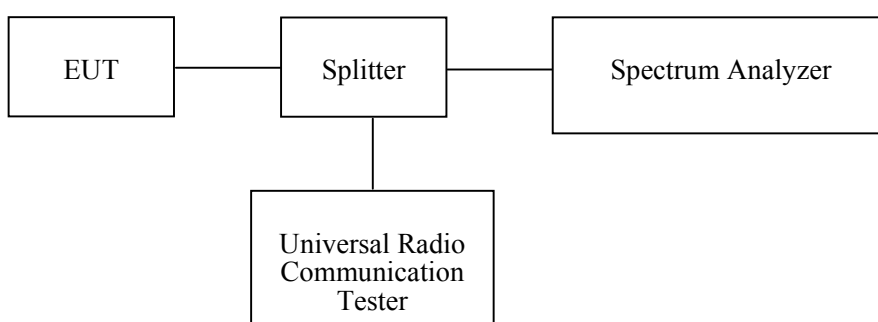 EUT
Splitter
Spectrum Analyzer
Universal Radio
Communication
Tester